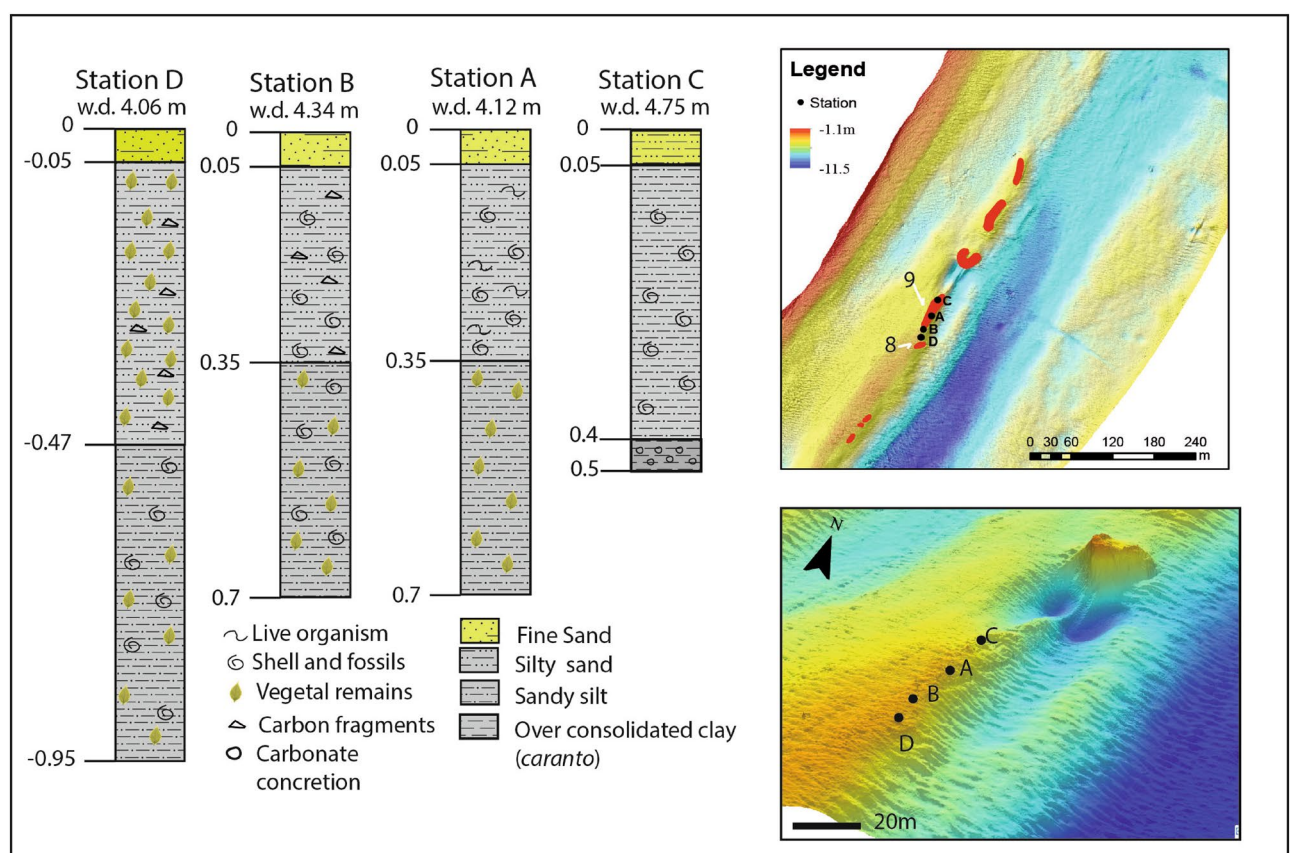 Station D
w.d. 4.06 m
0
-0.05
-0.47
-0.95
Station B
w.d. 4.34 m
0
0.05
0.35
0.7
Station A
w.d. 4.12 m
0
0.05
0.35
0.7
Station C
w.d. 4.75 m
0
0.05
0.4
0.5
Live organism
Shell and fossils
Vegetal remains
Carbon fragments
Carbonate
concretion
Fine Sand
Silty sand
Sandy silt
Over consolidated clay
(caranto)
Legend
Station
-1.1m
-11.5
9
C
A
B
D
8
0 30 60 120 180 240
m
N
C
A
B
D
20m